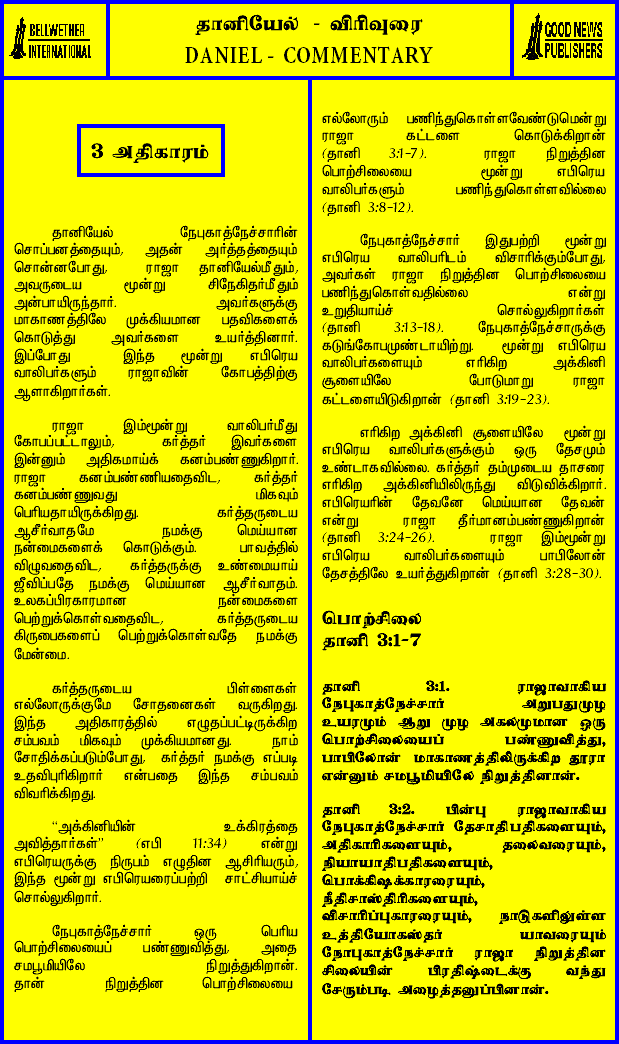 BELLWETHER
INTERNATIONAL
தானியேல் - விரிவுரை
DANIEL - COMMENTARY
GOOD NEWS
PUBLISHERS
3 அதிகாரம்
தானியேல் நேபுகாத்நேச்சாரின்
சொப்பனத்தையும், அதன் அர்த்தத்தையும்
சொன்னபோது, ராஜா தானியேல்மீதும்,
அவருடைய மூன்று சிநேகிதர்மீதும்
அன்பாயிருந்தார். அவர்களுக்கு
மாகாணத்திலே முக்கியமான பதவிகளைக்
கொடுத்து அவர்களை உயர்த்தினார்.
இப்போது இந்த மூன்று எபிரெய
வாலிபர்களும் ராஜாவின் கோபத்திற்கு
ஆளாகிறார்கள்.
ராஜா இம்மூன்று வாலிபர்மீது
கோபப்பட்டாலும், கர்த்தர் இவர்களை
இன்னும் அதிகமாய்க் கனம்பண்ணுகிறார்.
ராஜா கனம்பண்ணியதைவிட, கர்த்தர்
கனம்பண்ணுவது மிகவும்
பெரியதாயிருக்கிறது. கர்த்தருடைய
ஆசீர்வாதமே நமக்கு மெய்யான
நன்மைகளைக் கொடுக்கும். பாவத்தில்
விழுவதைவிட, கர்த்தருக்கு உண்மையாய்
ஜீவிப்பதே நமக்கு மெய்யான ஆசீர்வாதம்.
உலகப்பிரகாரமான நன்மைகளை
பெற்றுக்கொள்வதைவிட, கர்த்தருடைய
கிருபைகளைப் பெற்றுக்கொள்வதே நமக்கு
மேன்மை.
கர்த்தருடைய பிள்ளைகள்
எல்லோருக்குமே சோதனைகள் வருகிறது.
இந்த அதிகாரத்தில் எழுதப்பட்டிருக்கிற
சம்பவம் மிகவும் முக்கியமானது. நாம்
சோதிக்கப்படும்போது, கர்த்தர் நமக்கு எப்படி
உதவிபுரிகிறார் என்பதை இந்த சம்பவம்
விவரிக்கிறது.
“அக்கினியின் உக்கிரத்தை
அவித்தார்கள்” (எபி 11:34) என்று
எபிரெயருக்கு நிருபம் எழுதின ஆசிரியரும்,
இந்த மூன்று எபிரெயரைப்பற்றி சாட்சியாய்ச்
சொல்லுகிறார்.
நேபுகாத்நேச்சார் ஒரு பெரிய
பொற்சிலையைப் பண்ணுவித்து, அதை
சமபூமியிலே நிறுத்துகிறான்.
தான் நிறுத்தின பொற்சிலையை
எல்லோரும் பணிந்துகொள்ளவேண்டுமென்று
ராஜா கட்டளை கொடுக்கிறான்
(தானி 3:1-7). ராஜா நிறுத்தின
பொற்சிலையை மூன்று எபிரெய
வாலிபர்களும் பணிந்துகொள்ளவில்லை
(தானி 3:8-12).
நேபுகாத்நேச்சார் இதுபற்றி மூன்று
எபிரெய வாலிபரிடம் விசாரிக்கும்போது,
அவர்கள் ராஜா நிறுத்தின பொற்சிலையை
பணிந்துகொள்வதில்லை என்று
உறுதியாய்ச் சொல்லுகிறார்கள்
(தானி 3:13-18). நேபுகாத்நேச்சாருக்கு
கடுங்கோபமுண்டாயிற்று. மூன்று எபிரெய
வாலிபர்களையும் எரிகிற அக்கினி
சூளையிலே போடுமாறு ராஜா
கட்டளையிடுகிறான் (தானி 3:19-23).
எரிகிற அக்கினி சூளையிலே மூன்று
எபிரெய வாலிபர்களுக்கும் ஒரு தேசமும்
உண்டாகவில்லை. கர்த்தர் தம்முடைய தாசரை
எரிகிற அக்கினியிலிருந்து விடுவிக்கிறார்.
எபிரெயரின் தேவனே மெய்யான தேவன்
என்று ராஜா தீர்மானம்பண்ணுகிறான்
(தானி 3:24-26). ராஜா இம்மூன்று
எபிரெய வாலிபர்களையும் பாபிலோன்
தேசத்திலே உயர்த்துகிறான் (தானி 3:28-30).
பொற்சிலை
தானி 3:1-7
தானி 3:1. ராஜாவாகிய
நேபுகாத்நேச்சார் அறுபதுமுழ
உயரமும் ஆறு முழ அகலமுமான ஒரு
பொற்சிலையைப் பண்ணுவித்து,
பாபிலோன் மாகாணத்திலிருக்கிற தூரா
என்னும் சமபூமியிலே நிறுத்தினான்.
தானி 3:2. பின்பு ராஜாவாகிய
நேபுகாத்நேச்சார் தேசாதிபதிகளையும்,
அதிகாரிகளையும், தலைவரையும்,
நியாயாதிபதிகளையும்,
பொக்கிஷக்காரரையும்,
நீதிசாஸ்திரிகளையும்,
விசாரிப்புகாரரையும், நாடுகளிலுள்ள
உத்தியோகஸ்தர் யாவரையும்
நேபுகாத்நேச்சார் ராஜா நிறுத்தின
சிலையின் பிரதிஷ்டைக்கு வந்து
சேரும்படி அழைத்தனுப்பினான்.